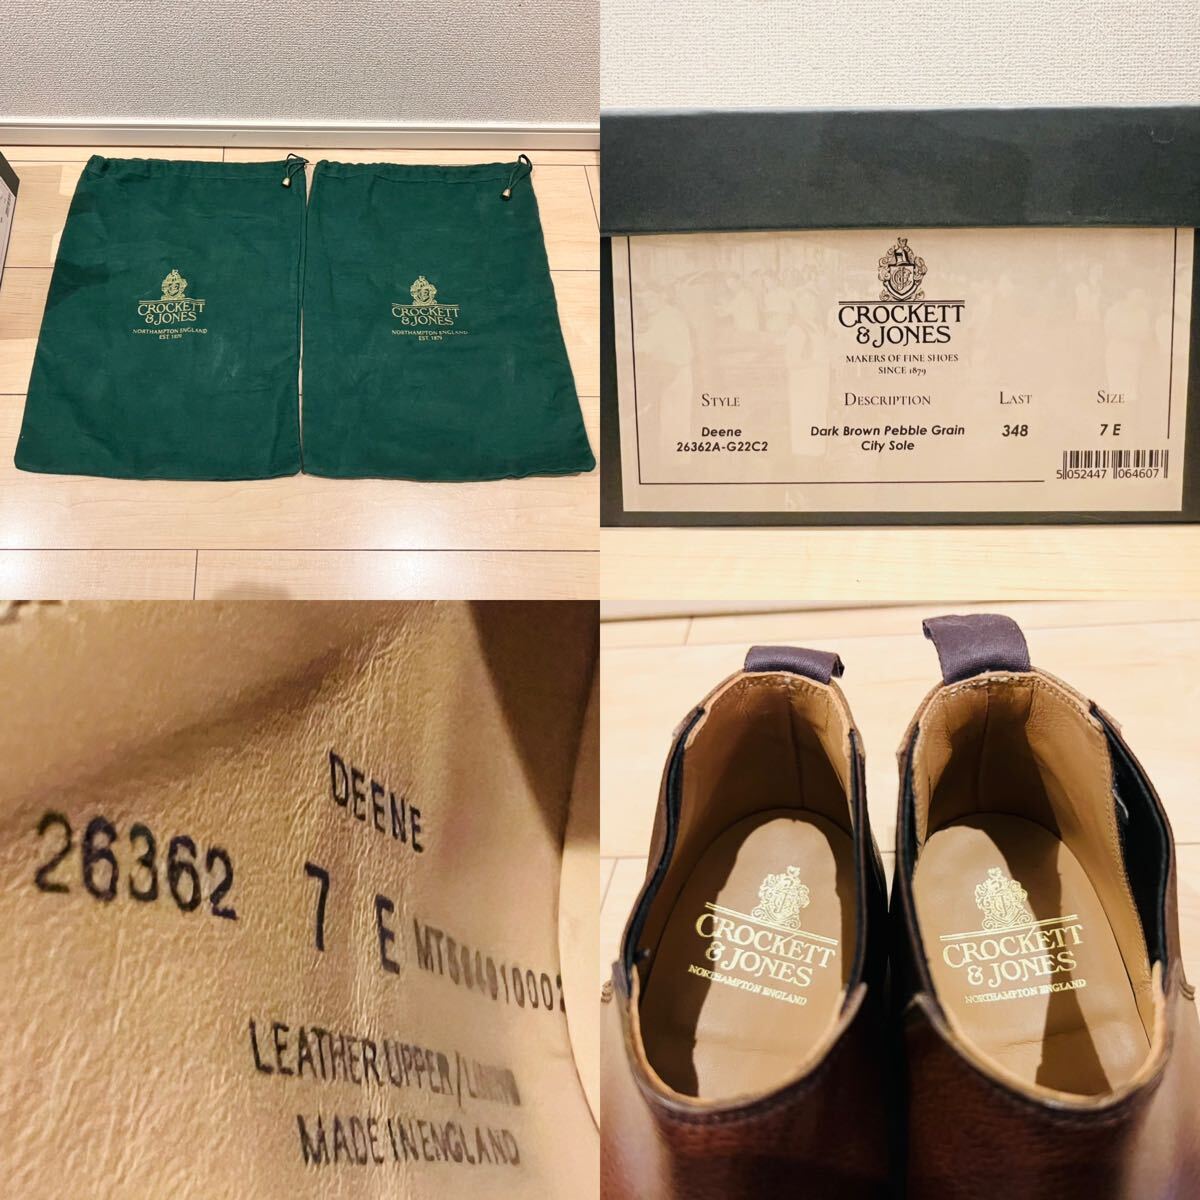 CROCKETT
& JONES
NORTHAMPTON ENGLAND
EST. 1879
CROCKETT
& JONES
NORTHAMPTON ENGLAND
EST. 1879
CROCKETT
& JONES
MAKERS OF FINE SHOES
SINCE 1879
STYLE DESCRIPTION LAST SIZE
Deene Dark Brown Pebble Grain 348 7 E
26362A-G22C2 City Sole
5 052447 064607
DEENE
26362 7 E
LEATHER UPPER/LINING
MADE IN ENGLAND
CROCKETT
& JONES
NORTHAMPTON ENGLAND
CROCKETT
& JONES
NORTHAMPTON ENGLAND